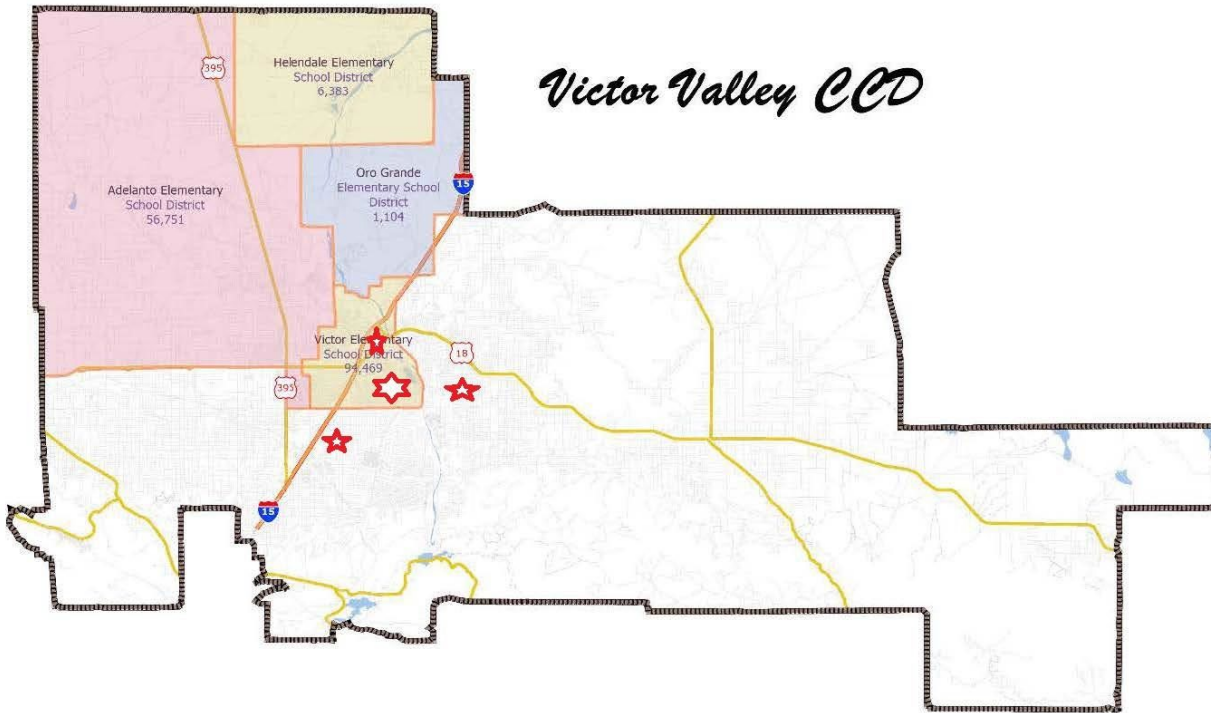 Victor Valley CCD
Helendale Elementary
School District
6,383
395
Oro Grande
Elementary School
District
1,104
15
Adelanto Elementary
School District
56,751
Victor Elementary
School District
94,469
18
395
15